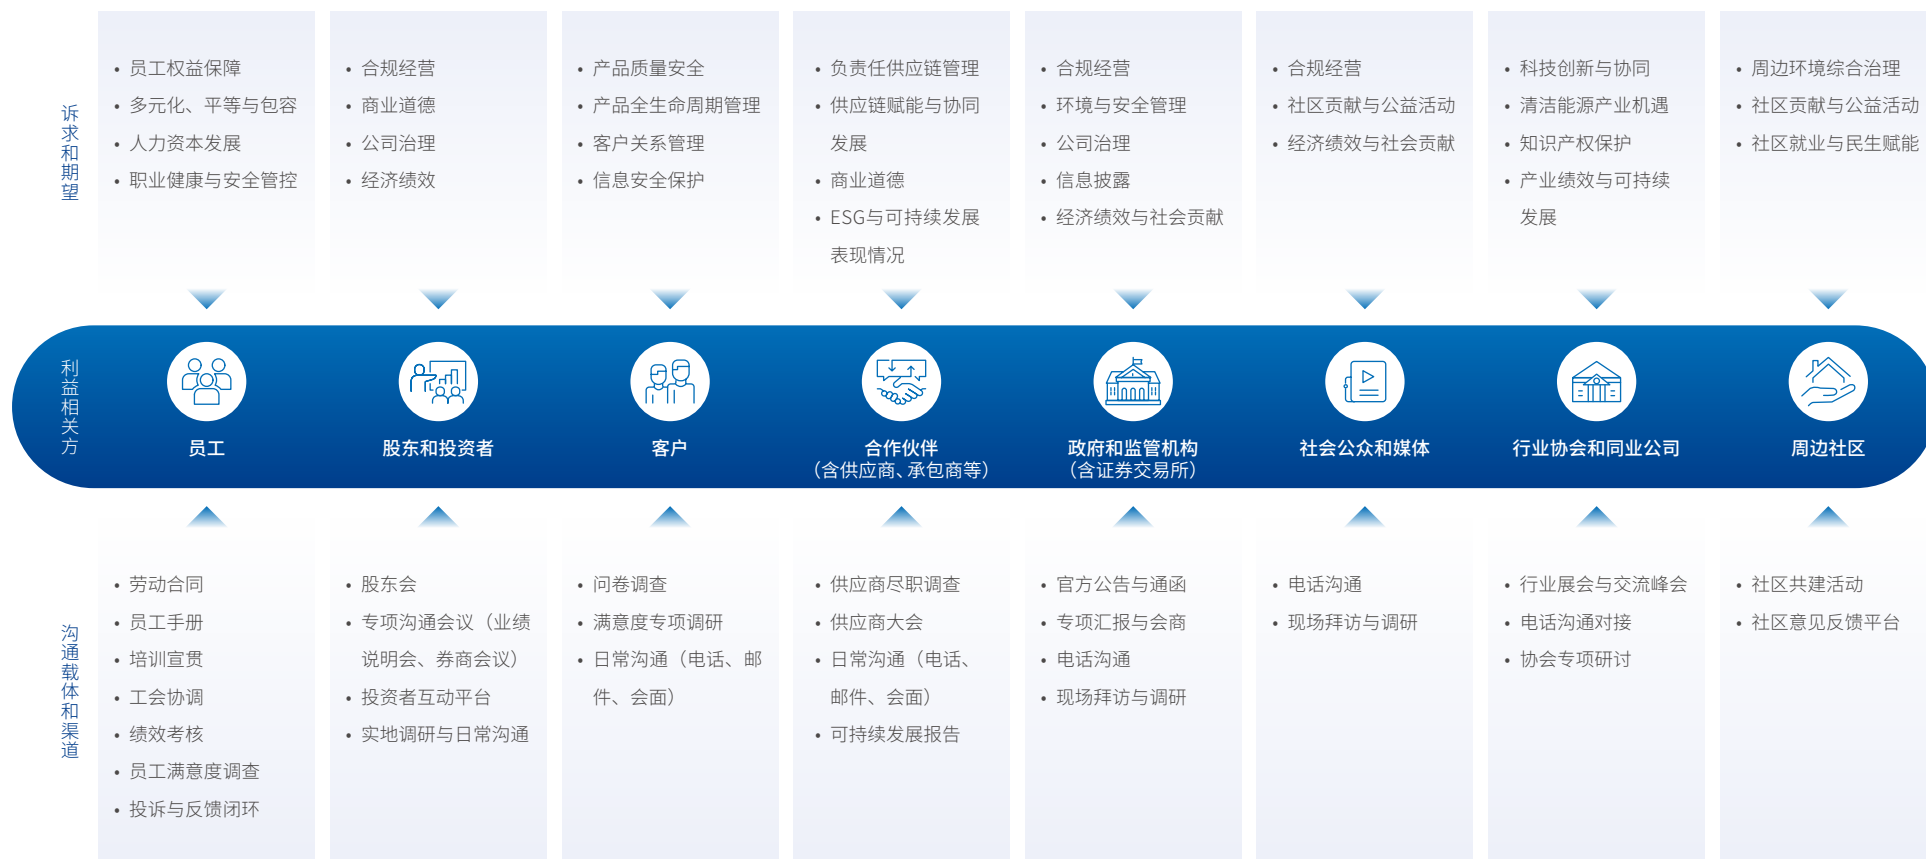 诉求和期望
• 员工权益保障
• 多元化、平等与包容
• 人力资本发展
• 职业健康与安全管控
• 合规经营
• 商业道德
• 公司治理
• 经济绩效
• 产品质量安全
• 产品全生命周期管理
• 客户关系管理
• 信息安全保护
• 负责任供应链管理
• 供应链赋能与协同
发展
• 商业道德
• ESG与可持续发展
表现情况
• 合规经营
• 环境与安全管理
• 公司治理
• 信息披露
• 经济绩效与社会贡献
• 合规经营
• 社区贡献与公益活动
• 经济绩效与社会贡献
• 科技创新与协同
• 清洁能源产业机遇
• 知识产权保护
• 产业绩效与可持续
发展
• 周边环境综合治理
• 社区贡献与公益活动
• 社区就业与民生赋能
利益相关方
员工
股东和投资者
客户
合作伙伴
（含供应商、承包商等）
政府和监管机构
（含证券交易所）
社会公众和媒体
行业协会和同业公司
周边社区
沟通载体和渠道
• 劳动合同
• 员工手册
• 培训宣贯
• 工会协调
• 绩效考核
• 员工满意度调查
• 投诉与反馈闭环
• 股东会
• 专项沟通会议（业绩
说明会、券商会议）
• 投资者互动平台
• 实地调研与日常沟通
• 问卷调查
• 满意度专项调研
• 日常沟通（电话、邮
件、会面）
• 供应商尽职调查
• 供应商大会
• 日常沟通（电话、
邮件、会面）
• 可持续发展报告
• 官方公告与通函
• 专项汇报与会商
• 电话沟通
• 现场拜访与调研
• 电话沟通
• 现场拜访与调研
• 行业展会与交流峰会
• 电话沟通对接
• 协会专项研讨
• 社区共建活动
• 社区意见反馈平台